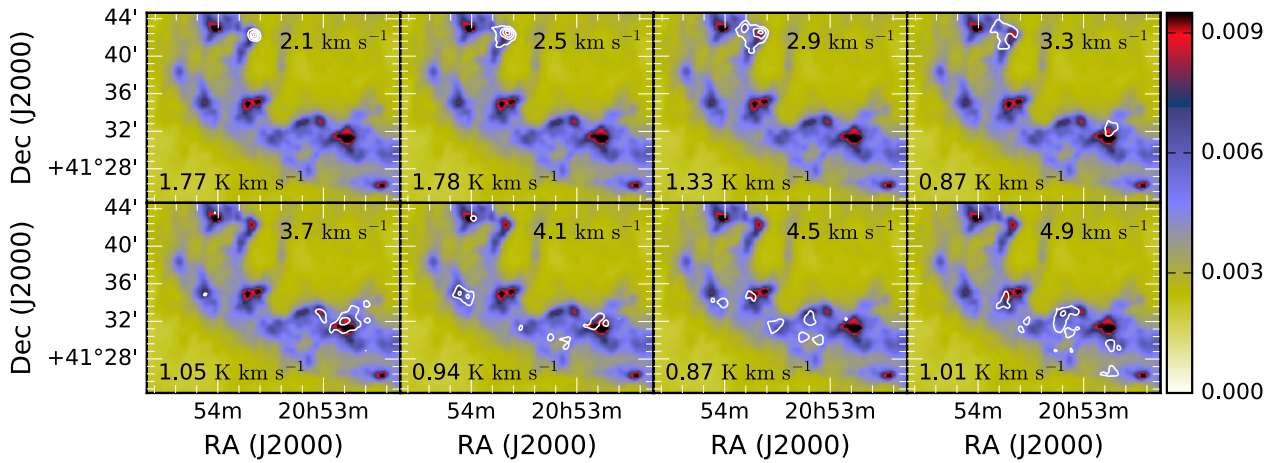 44' 2.1 km s⁻¹ 2.5 km s⁻¹ 2.9 km s⁻¹ 3.3 km s⁻¹ 0.009
40'
36'
32' 0.006
+41°28'
1.77 K km s⁻¹ 1.78 K km s⁻¹ 1.33 K km s⁻¹ 0.87 K km s⁻¹
Dec (J2000)
44' 3.7 km s⁻¹ 4.1 km s⁻¹ 4.5 km s⁻¹ 4.9 km s⁻¹
40' 0.003
36'
32'
+41°28'
1.05 K km s⁻¹ 0.94 K km s⁻¹ 0.87 K km s⁻¹ 1.01 K km s⁻¹ 0.000
Dec (J2000)
54m 20h53m 54m 20h53m 54m 20h53m 54m 20h53m
RA (J2000) RA (J2000) RA (J2000) RA (J2000)